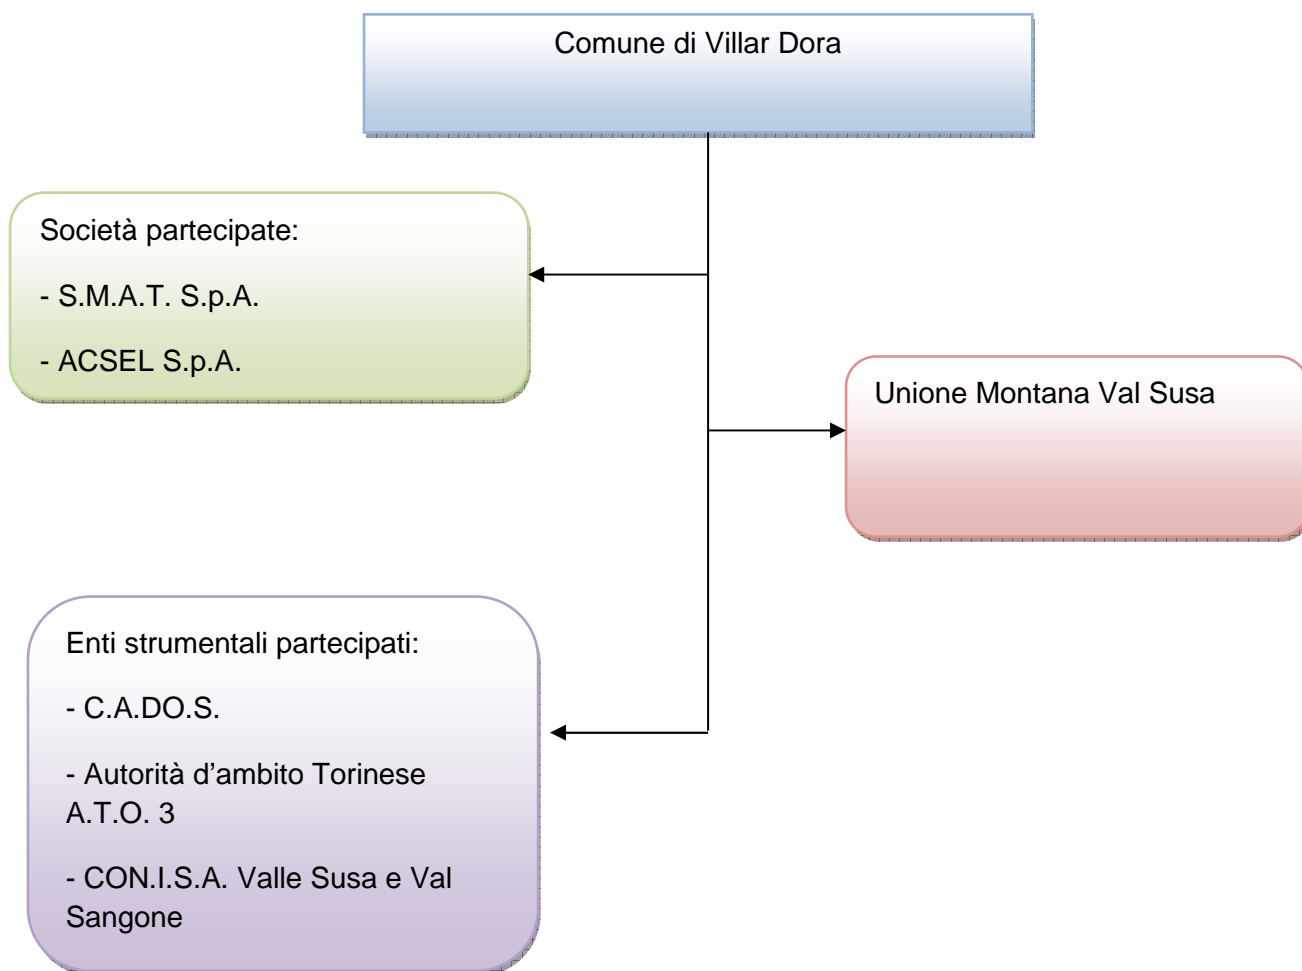 Comune di Villar Dora
Società partecipate:
- S.M.A.T. S.p.A.
- ACSEL S.p.A.
Unione Montana Val Susa
Enti strumentali partecipati:
- C.A.DO.S.
- Autorità d’ambito Torinese
A.T.O. 3
- CON.I.S.A. Valle Susa e Val
Sangone